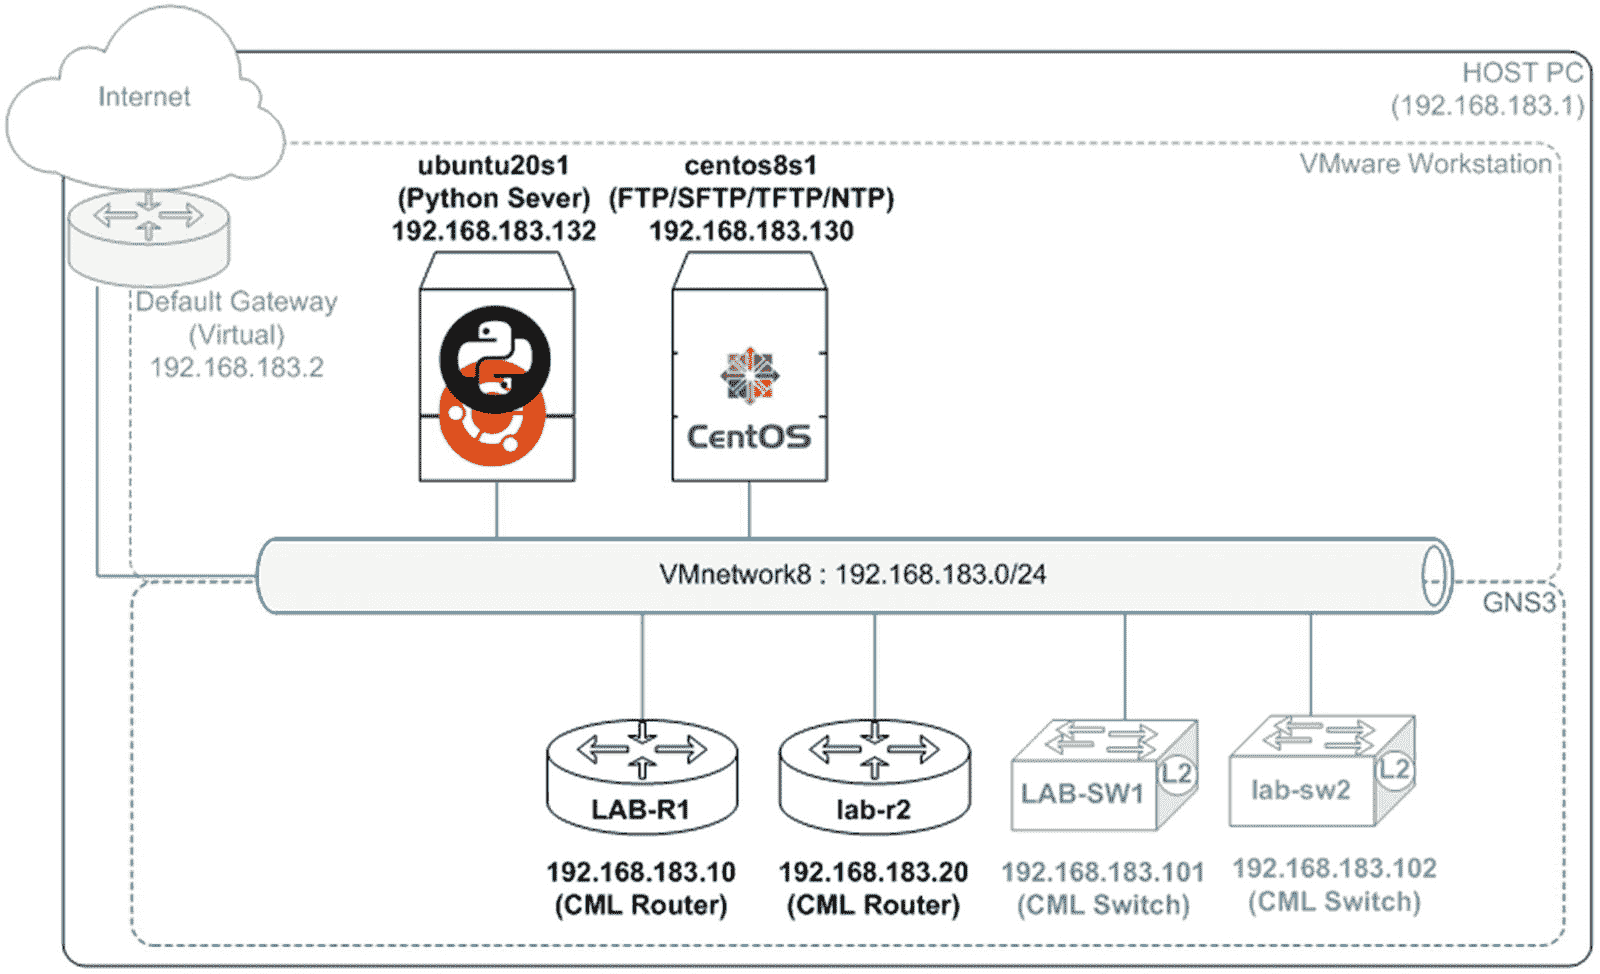 Internet
HOST PC
(192.168.183.1)
VMware Workstation
ubuntu20s1
(Python Sever)
192.168.183.132
centos8s1
(FTP/SFTP/TFTP/NTP)
192.168.183.130
Default Gateway
(Virtual)
192.168.183.2
CentOS
VMnetwork8 : 192.168.183.0/24
GNS3
LAB-R1
192.168.183.10
(CML Router)
lab-r2
192.168.183.20
(CML Router)
LAB-SW1
L2
192.168.183.101
(CML Switch)
lab-sw2
L2
192.168.183.102
(CML Switch)